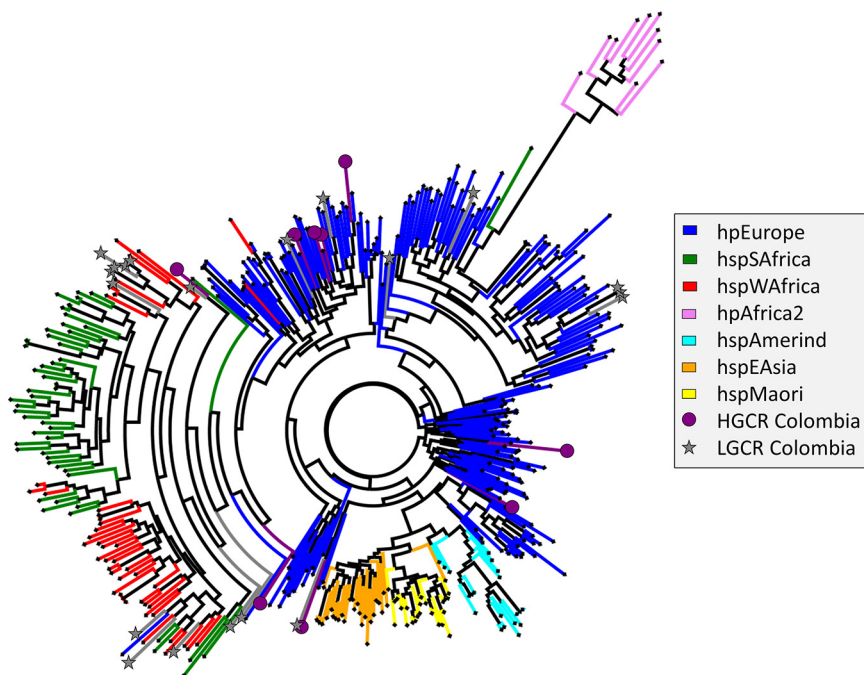 hpEurope
hspSAfrica
hspWAfrica
hpAfrica2
hspAmerind
hspEAsia
hspMaori
HGCR Colombia
LGCR Colombia